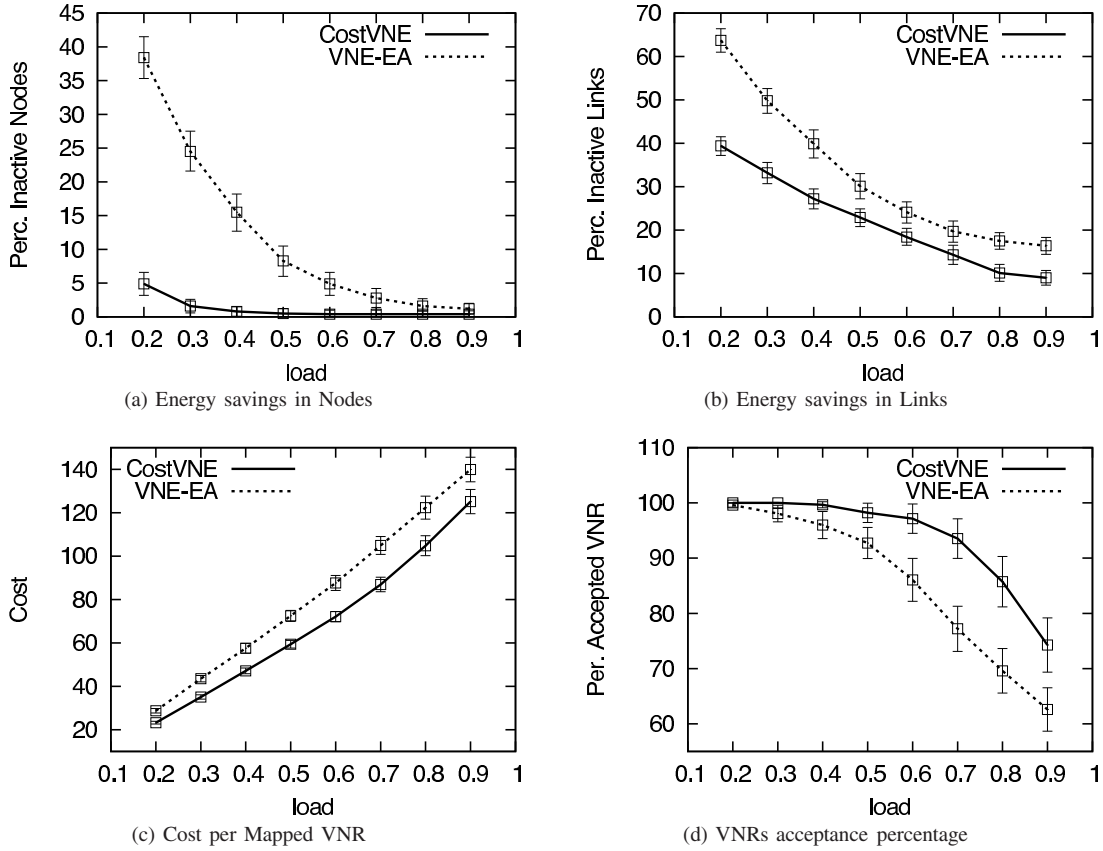 Perc. Inactive Nodes
45
40
35
30
25
20
15
10
5
0
CostVNE
VNE-EA
0.1 0.2 0.3 0.4 0.5 0.6 0.7 0.8 0.9 1
load
(a) Energy savings in Nodes
Perc. Inactive Links
70
60
50
40
30
20
10
0
CostVNE
VNE-EA
0.1 0.2 0.3 0.4 0.5 0.6 0.7 0.8 0.9 1
load
(b) Energy savings in Links
Cost
140
120
100
80
60
40
20
CostVNE
VNE-EA
0.1 0.2 0.3 0.4 0.5 0.6 0.7 0.8 0.9 1
load
(c) Cost per Mapped VNR
Per. Accepted VNR
110
100
90
80
70
60
CostVNE
VNE-EA
0.1 0.2 0.3 0.4 0.5 0.6 0.7 0.8 0.9 1
load
(d) VNRs acceptance percentage